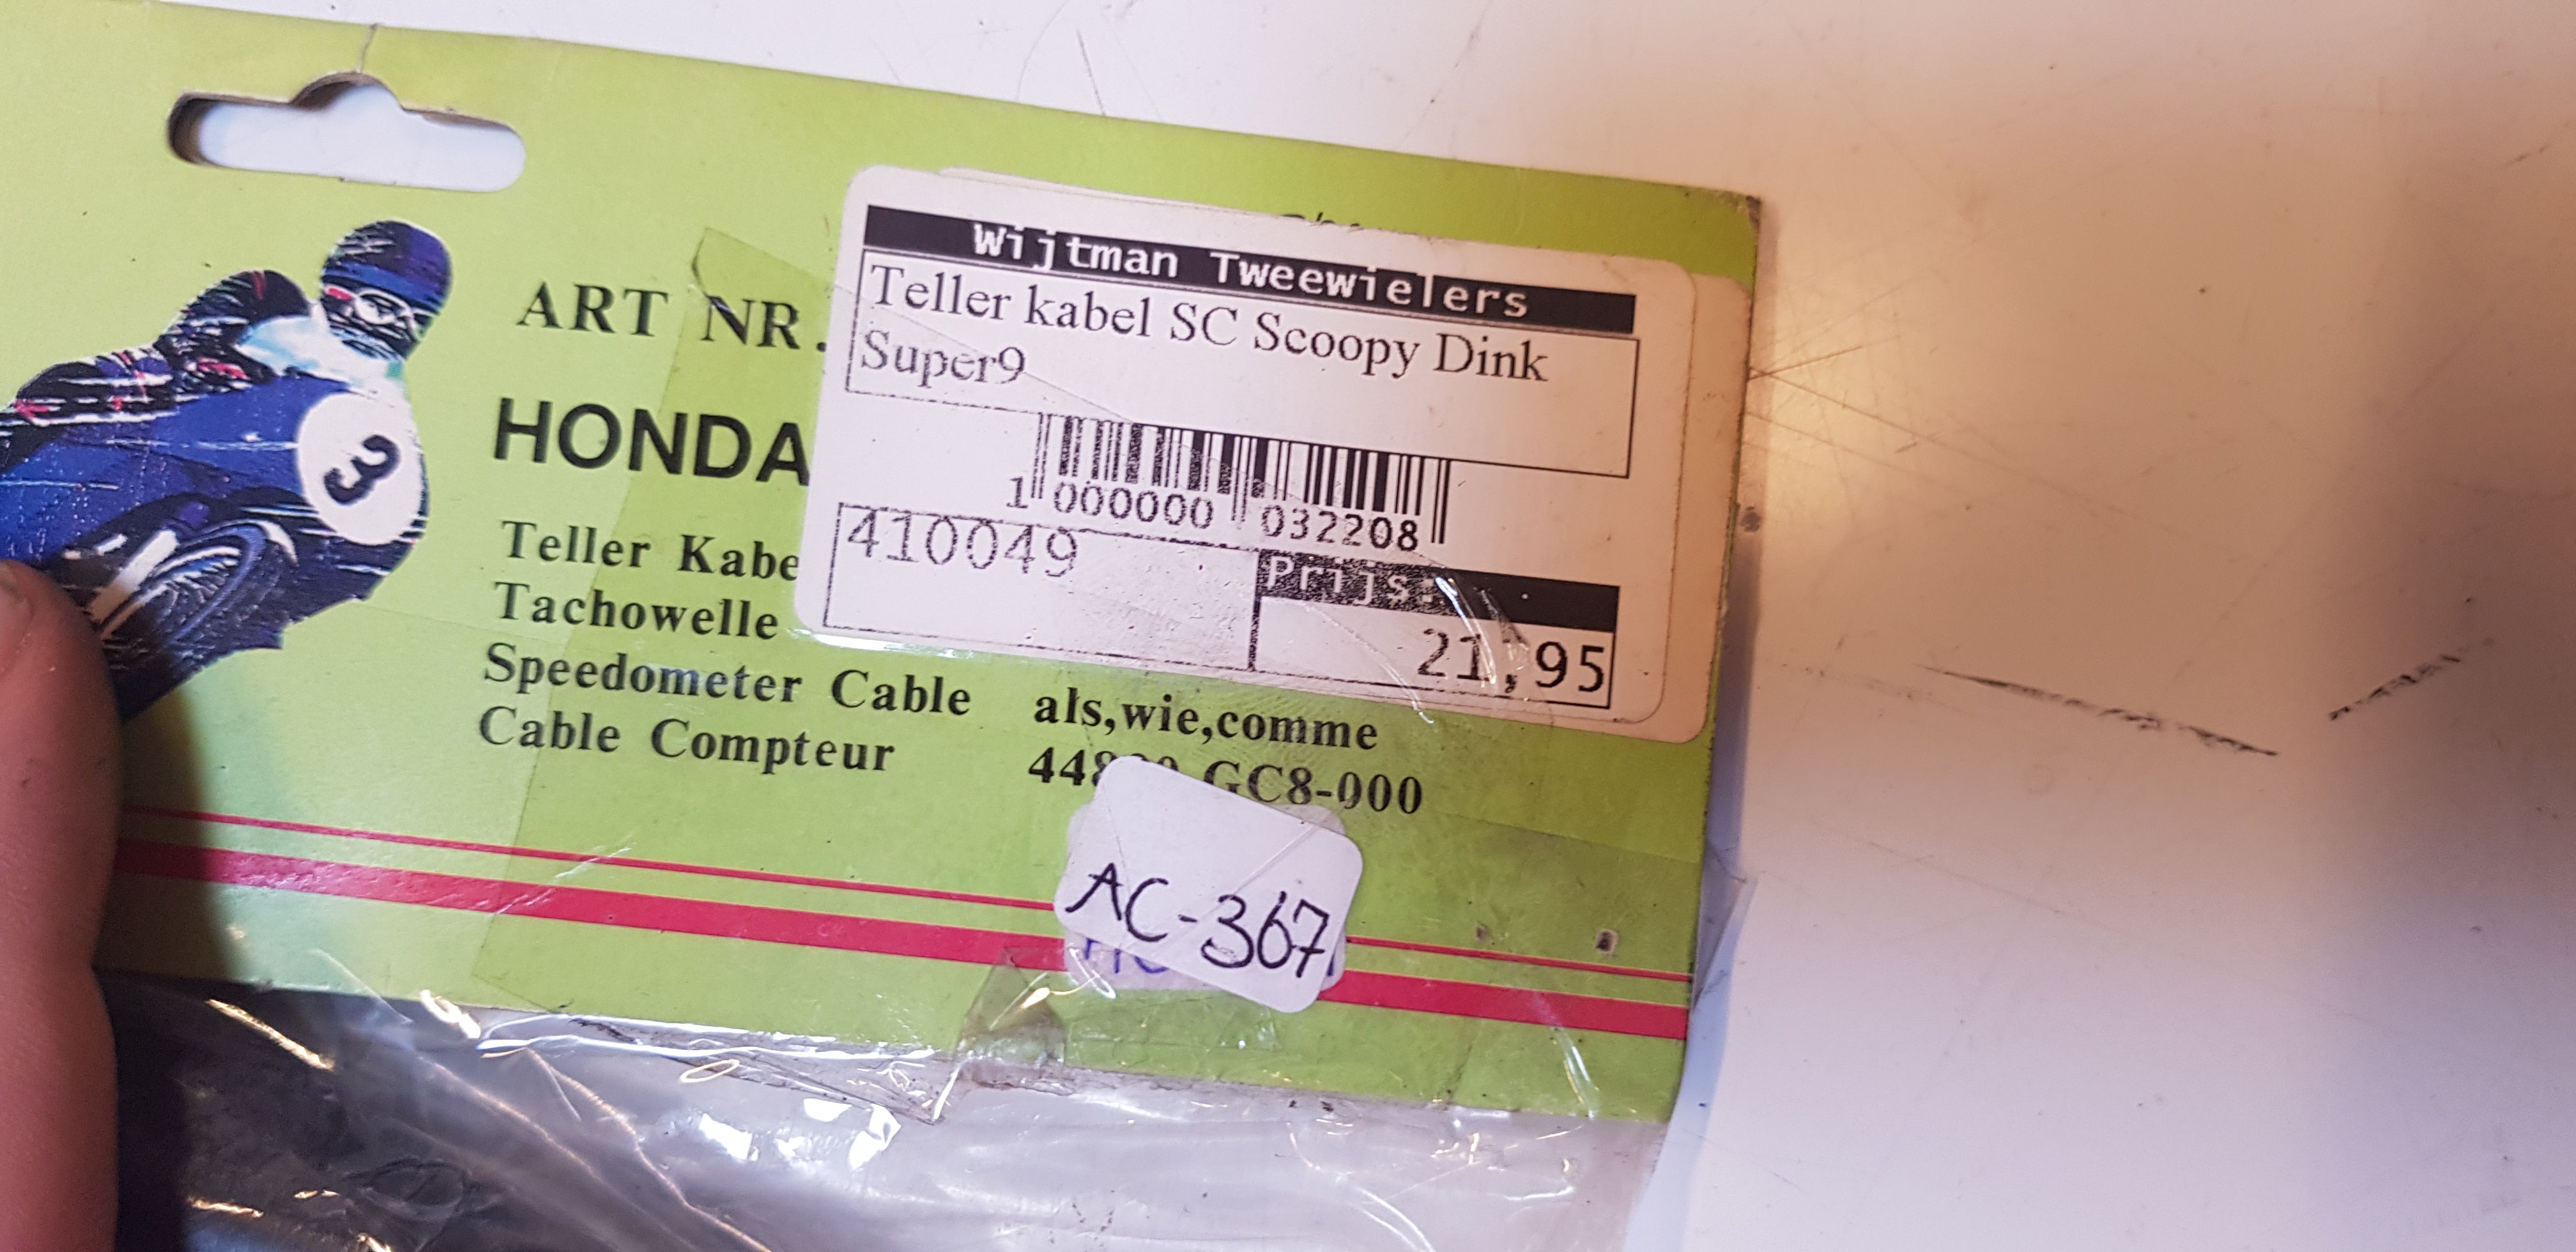 Wijtman Tweewielers
Teller kabel SC Scoopy Dink
Super9
1 000000 032208
410049
Prijs:
21,95
ART NR.
HONDA
3
Teller Kabe
Tachowelle
Speedometer Cable als,wie,comme
Cable Compteur GC8-000
AC-367